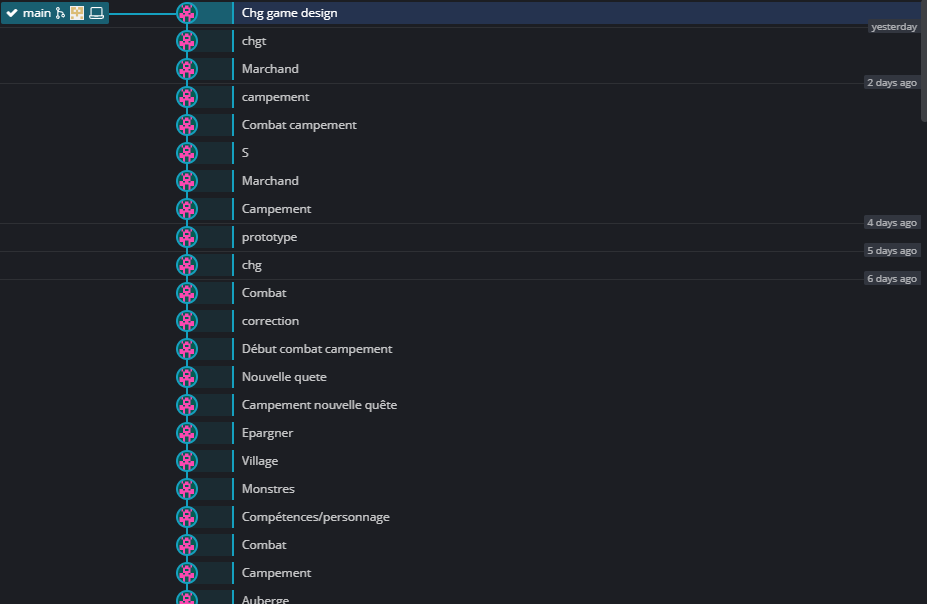 main
Chg game design
yesterday
chgt
Marchand
2 days ago
campement
Combat campement
S
Marchand
Campement
4 days ago
prototype
5 days ago
chg
6 days ago
Combat
correction
Début combat campement
Nouvelle quete
Campement nouvelle quête
Epargner
Village
Monstres
Compétences/personnage
Combat
Campement
Auberge